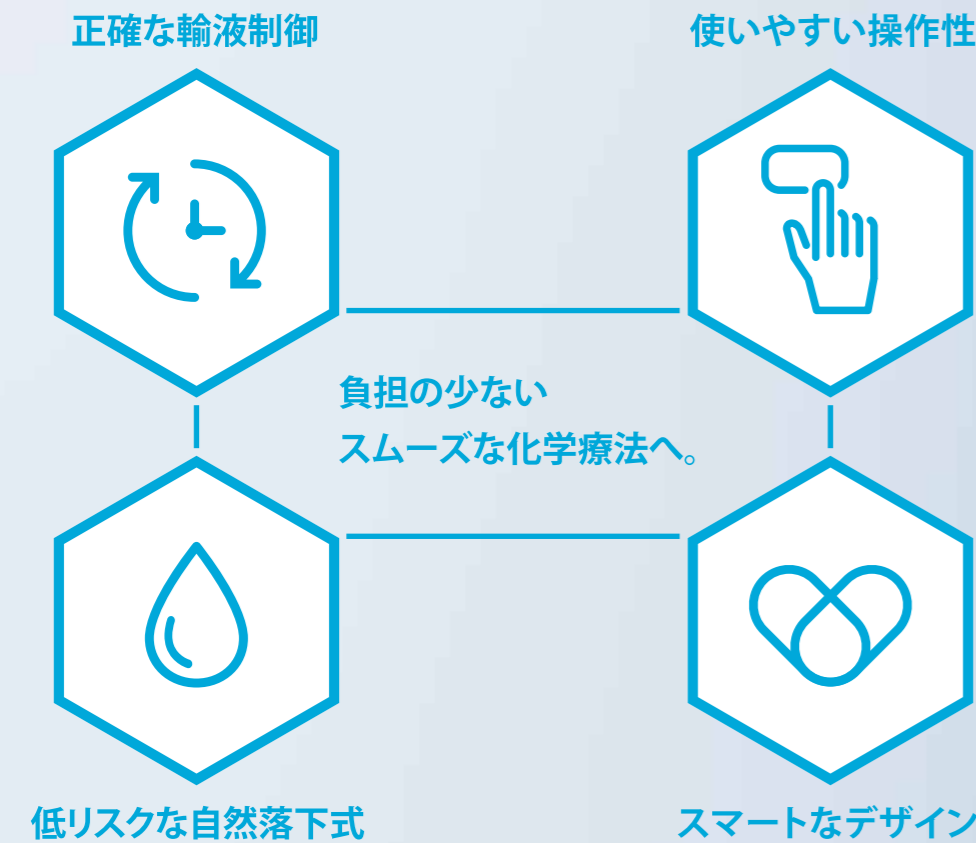 正確な輸液制御
使いやすい操作性
負担の少ない
スムーズな化学療法へ。
低リスクな自然落下式
スマートなデザイン